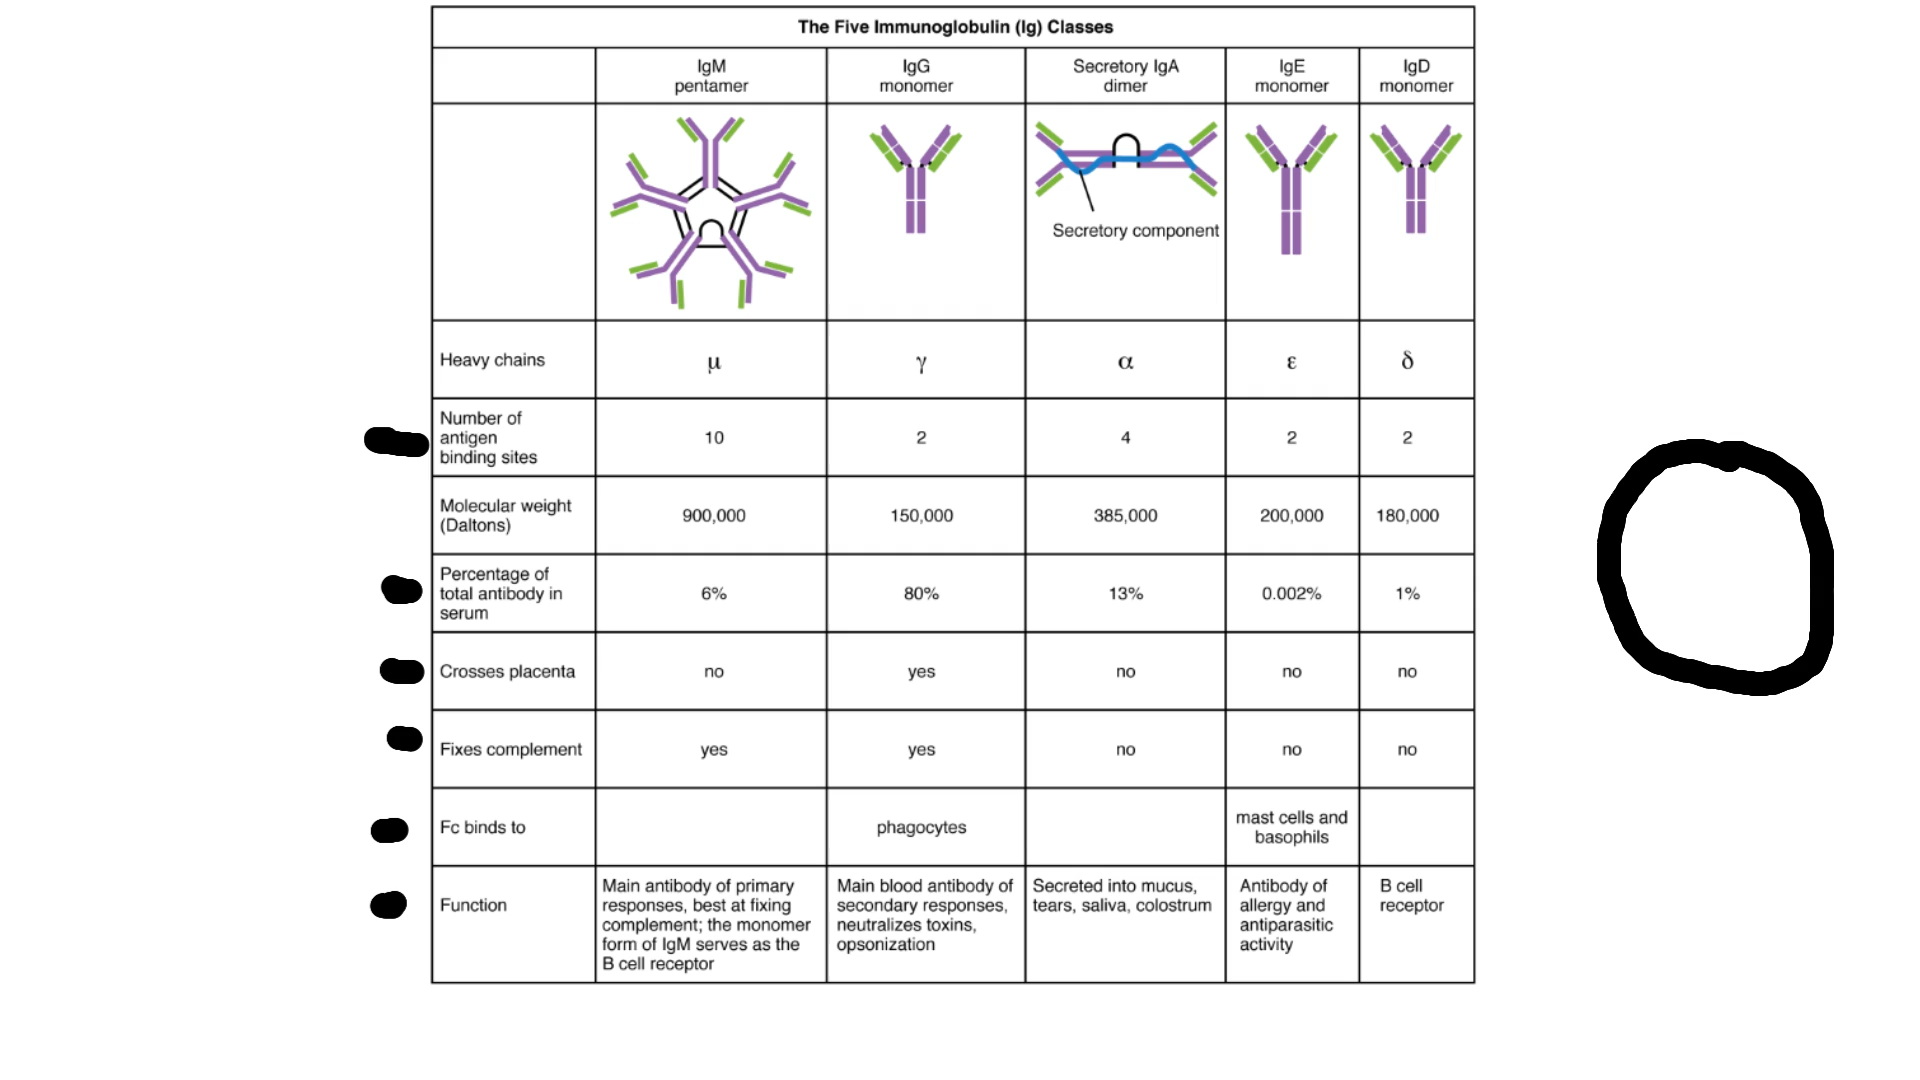 The Five Immunoglobulin (Ig) Classes
IgM
pentamer
IgG
monomer
Secretory IgA
dimer
IgE
monomer
IgD
monomer
Secretory component
Heavy chains
μ
γ
α
ε
δ
Number of
antigen
binding sites
10
2
4
2
2
Molecular weight
(Daltons)
900,000
150,000
385,000
200,000
180,000
Percentage of
total antibody in
serum
6%
80%
13%
0.002%
1%
Crosses placenta
no
yes
no
no
no
Fixes complement
yes
yes
no
no
no
Fc binds to
phagocytes
mast cells and
basophils
Function
Main antibody of primary
responses, best at fixing
complement; the monomer
form of IgM serves as the
B cell receptor
Main blood antibody of
secondary responses,
neutralizes toxins,
opsonization
Secreted into mucus,
tears, saliva, colostrum
Antibody of
allergy and
antiparasitic
activity
B cell
receptor